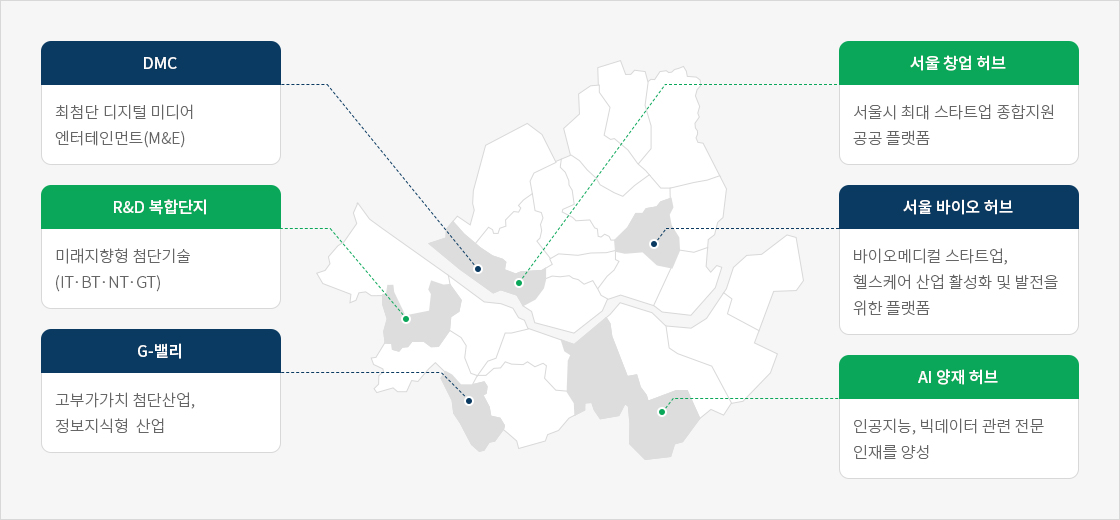 DMC
최첨단 디지털 미디어
엔터테인먼트(M&E)
R&D 복합단지
미래지향형 첨단기술
(IT·BT·NT·GT)
G-밸리
고부가가치 첨단산업,
정보지식형 산업
서울 창업 허브
서울시 최대 스타트업 종합지원
공공 플랫폼
서울 바이오 허브
바이오메디컬 스타트업,
헬스케어 산업 활성화 및 발전을
위한 플랫폼
AI 양재 허브
인공지능, 빅데이터 관련 전문
인재를 양성